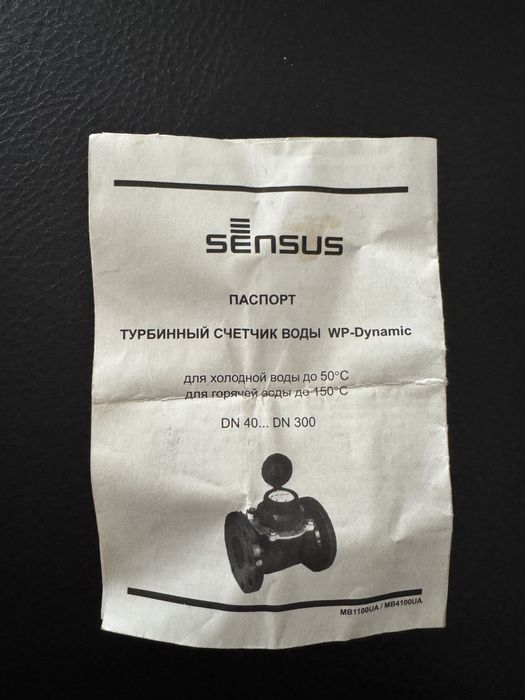 SENSUS
ПАСПОРТ
ТУРБИННЫЙ СЧЕТЧИК ВОДЫ WP-Dynamic
для холодной воды до 50°C
для горячей воды до 150°C
DN 40... DN 300
MB1100UA / MB4100UA